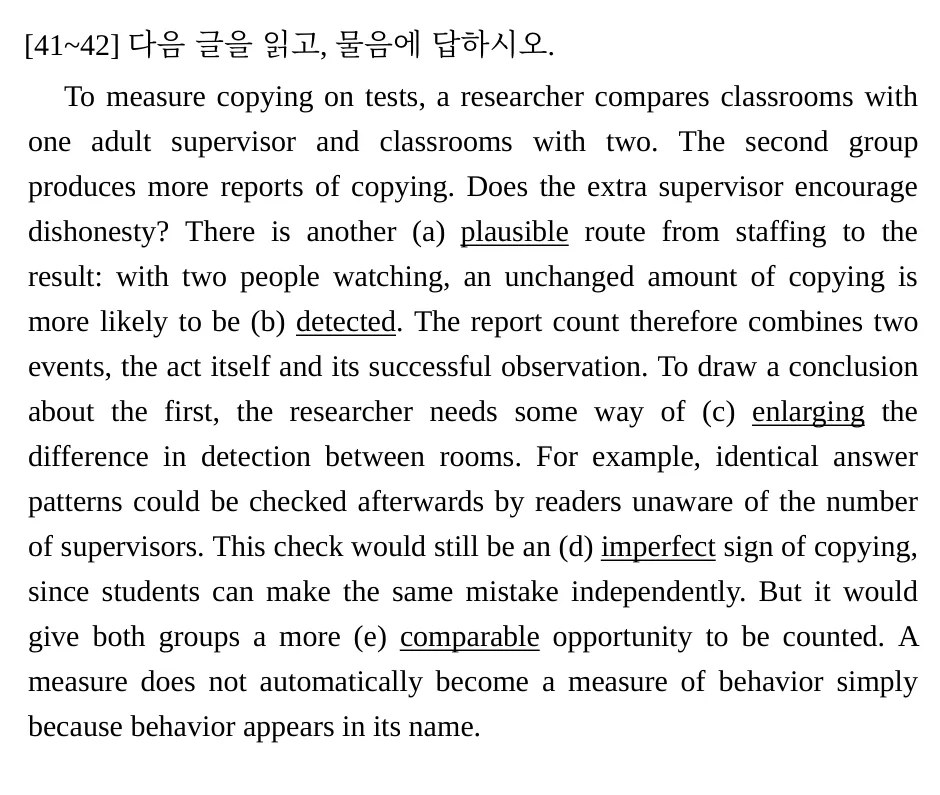 [41~42] 다음 글을 읽고, 물음에 답하시오.
To measure copying on tests, a researcher compares classrooms with
one adult supervisor and classrooms with two. The second group
produces more reports of copying. Does the extra supervisor encourage
dishonesty? There is another (a) plausible route from staffing to the
result: with two people watching, an unchanged amount of copying is
more likely to be (b) detected. The report count therefore combines two
events, the act itself and its successful observation. To draw a conclusion
about the first, the researcher needs some way of (c) enlarging the
difference in detection between rooms. For example, identical answer
patterns could be checked afterwards by readers unaware of the number
of supervisors. This check would still be an (d) imperfect sign of copying,
since students can make the same mistake independently. But it would
give both groups a more (e) comparable opportunity to be counted. A
measure does not automatically become a measure of behavior simply
because behavior appears in its name.